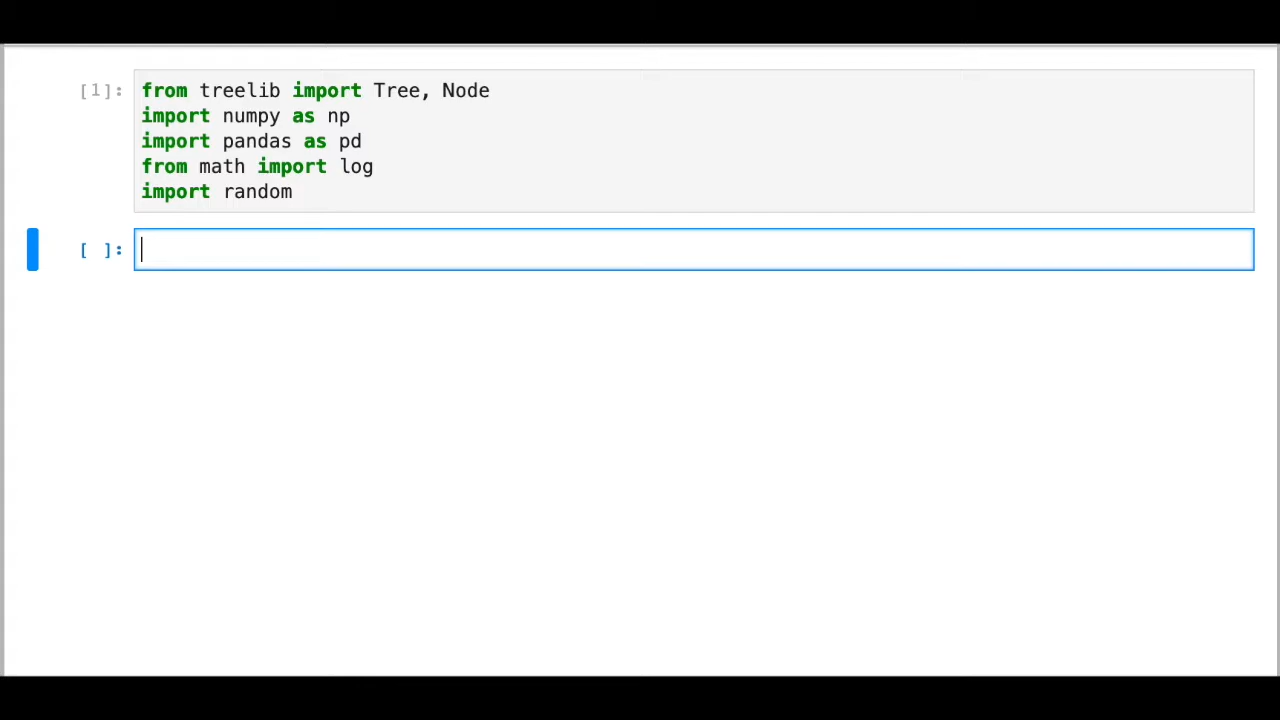 [1]: from treelib import Tree, Node
import numpy as np
import pandas as pd
from math import log
import random
[ ]: